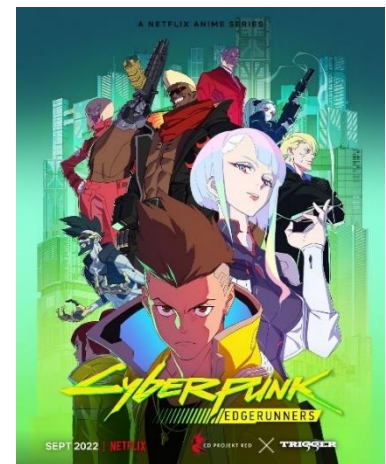 A NETFLIX ANIME SERIES
CYBERPUNK
EDGERUNNERS
SEPT 2022 | NETFLIX CD PROJEKT RED X TRIGGER